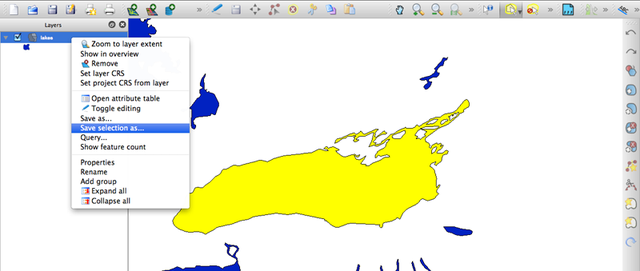 Layers
lakes
Zoom to layer extent
Show in overview
Remove
Set layer CRS
Set project CRS from layer
Open attribute table
Toggle editing
Save as...
Save selection as...
Query...
Show feature count
Properties
Rename
Add group
Expand all
Collapse all